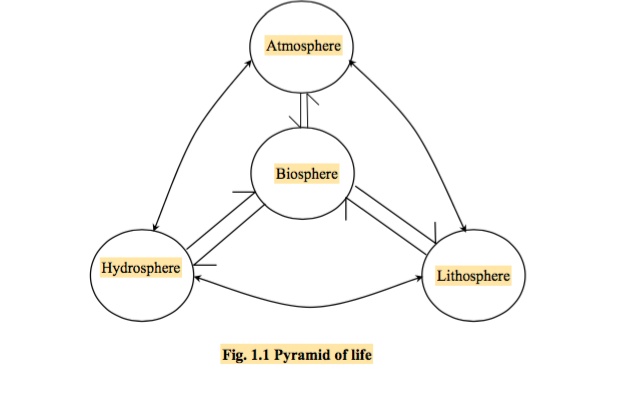 Atmosphere
Biosphere
Hydrosphere
Lithosphere
Fig. 1.1 Pyramid of life